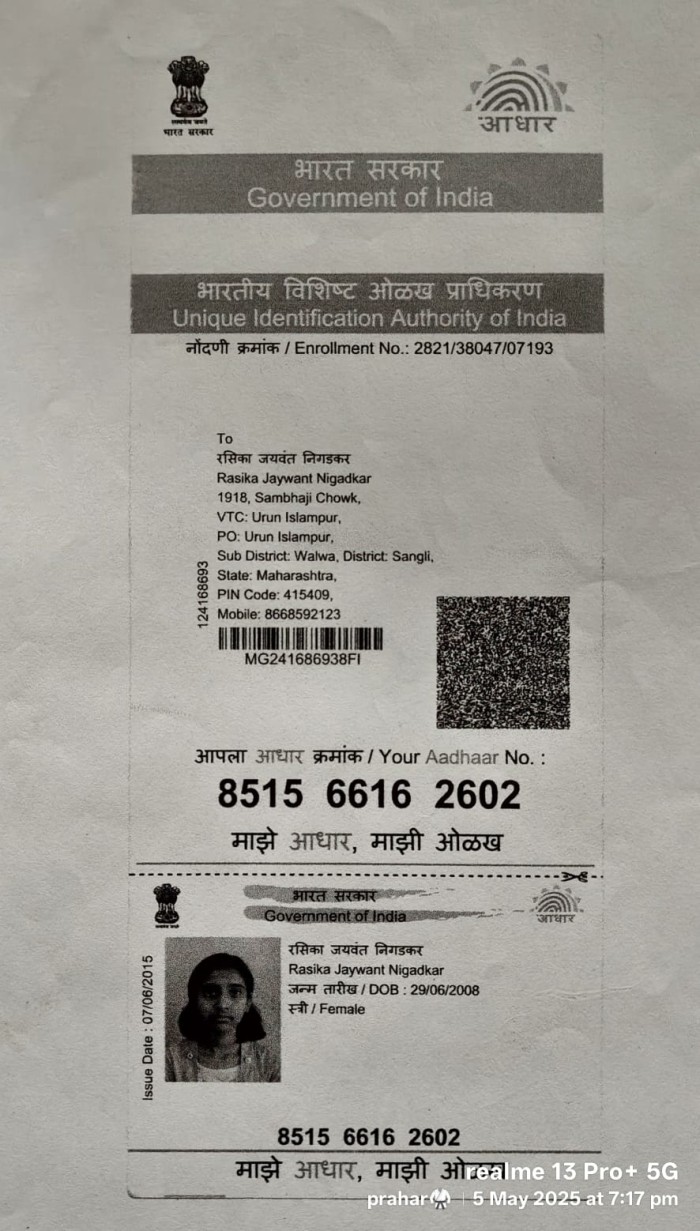 सत्यमेव जयते
भारत सरकार
आधार
भारत सरकार
Government of India
भारतीय विशिष्ट ओळख प्राधिकरण
Unique Identification Authority of India
नोंदणी क्रमांक / Enrollment No.: 2821/38047/07193
To
रसिका जयवंत निगडकर
Rasika Jaywant Nigadkar
1918, Sambhaji Chowk,
VTC: Urun Islampur,
PO: Urun Islampur,
Sub District: Walwa, District: Sangli,
State: Maharashtra,
PIN Code: 415409,
Mobile: 8668592123
124168693
MG241686938FI
आपला आधार क्रमांक / Your Aadhaar No. :
8515 6616 2602
माझे आधार, माझी ओळख
भारत सरकार
Government of India
आधार
Issue Date : 07/06/2015
रसिका जयवंत निगडकर
Rasika Jaywant Nigadkar
जन्म तारीख / DOB : 29/06/2008
स्त्री / Female
8515 6616 2602
माझे आधार, माझी ओळख
realme 13 Pro+ 5G
prahar | 5 May 2025 at 7:17 pm